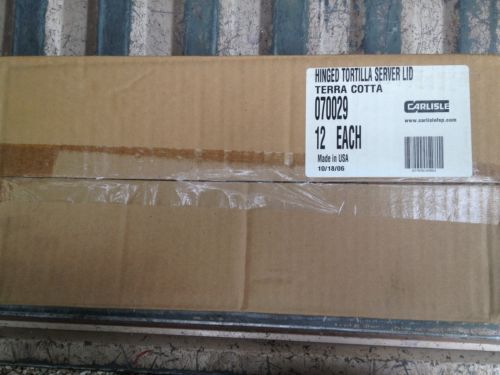 HINGED TORTILLA SERVER LID
TERRA COTTA
070029
CARLISLE
www.carlislefsp.com
12 EACH
Made in USA
10/18/06